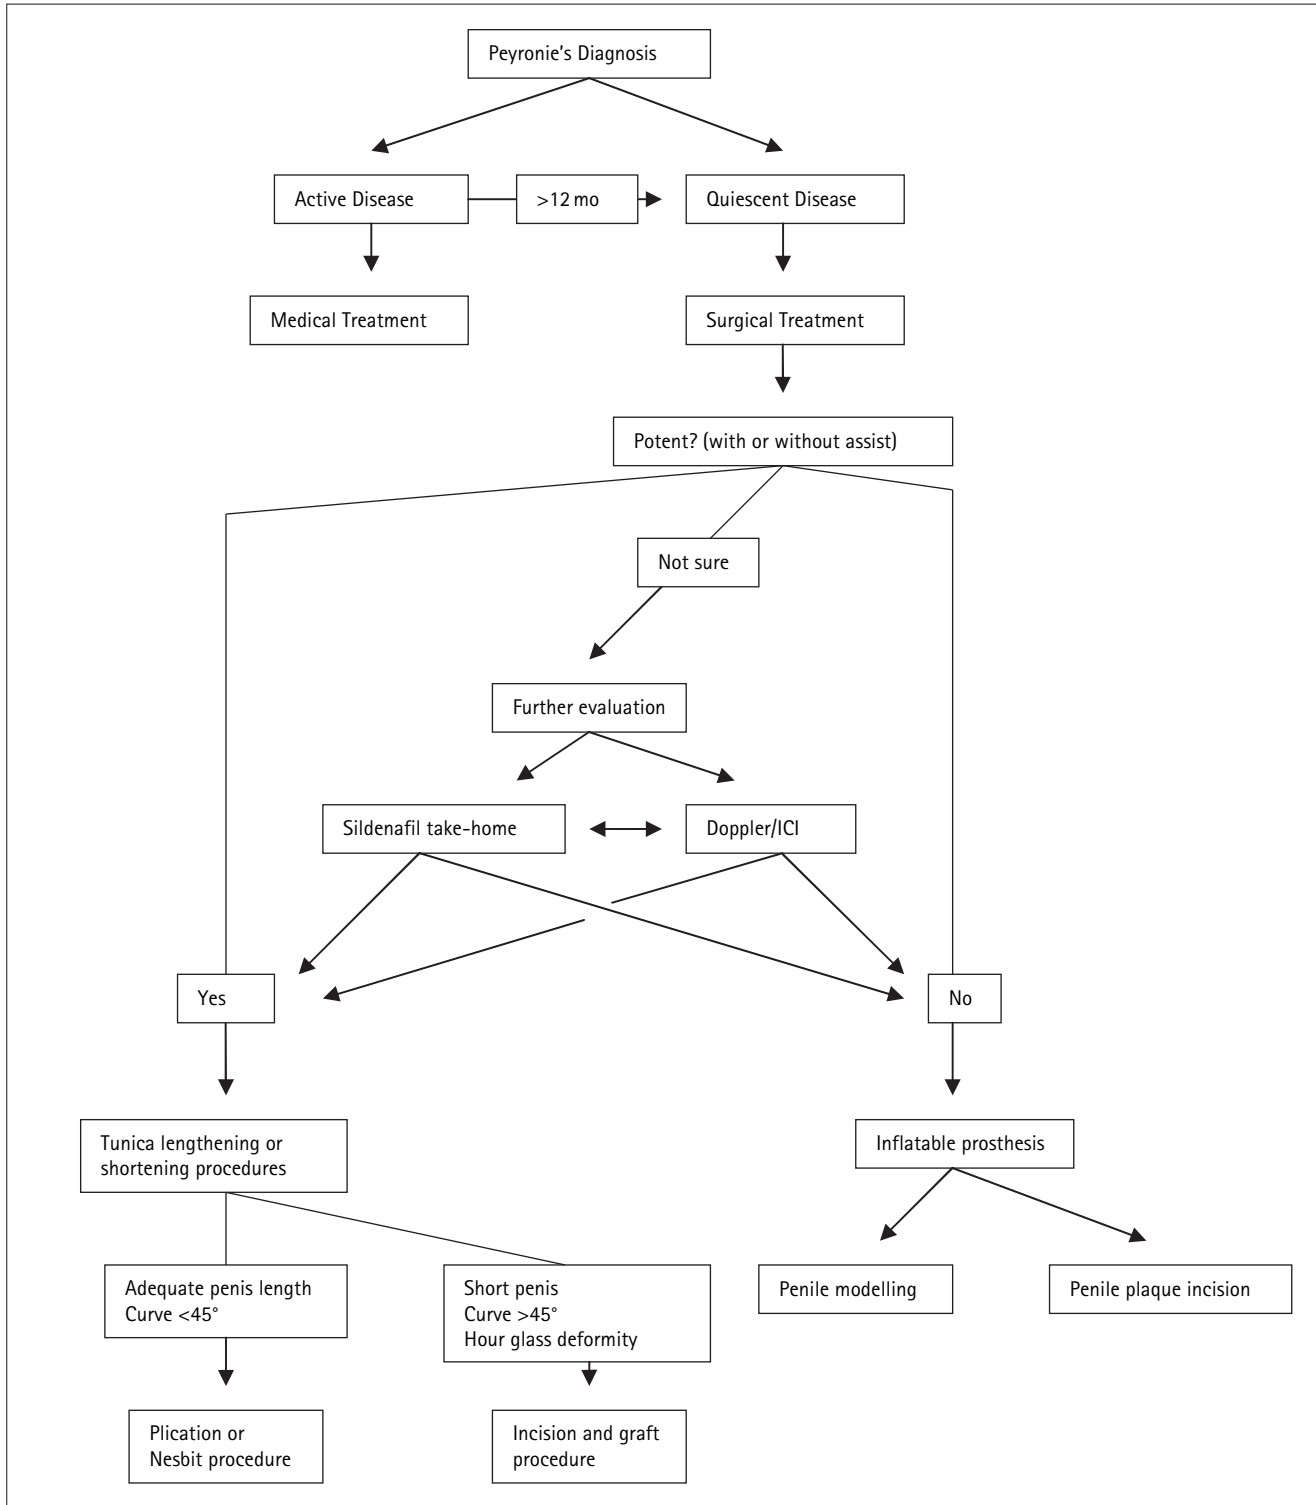 Peyronie's Diagnosis
Active Disease
>12 mo
Quiescent Disease
Medical Treatment
Surgical Treatment
Potent? (with or without assist)
Not sure
Further evaluation
Sildenafil take-home
Doppler/ICI
Yes
No
Tunica lengthening or
shortening procedures
Inflatable prosthesis
Adequate penis length
Curve <45°
Short penis
Curve >45°
Hour glass deformity
Penile modelling
Penile plaque incision
Plication or
Nesbit procedure
Incision and graft
procedure